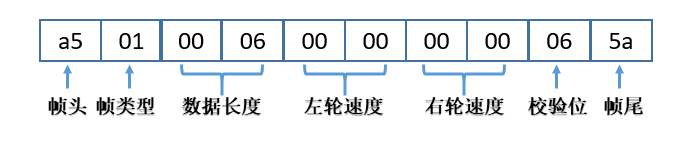 a5 01 00 06 00 00 00 00 06 5a
帧头 帧类型 数据长度 左轮速度 右轮速度 校验位 帧尾